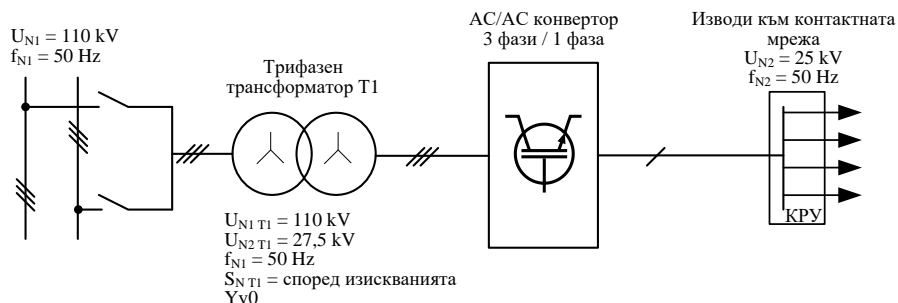 U_N1 = 110 kV
f_N1 = 50 Hz
Трифазен
трансформатор Т1
AC/AC конвертор
3 фази / 1 фаза
Изводи към контактната
мрежа
U_N2 = 25 kV
f_N2 = 50 Hz
КРУ
U_N1 T1 = 110 kV
U_N2 T1 = 27,5 kV
f_N1 = 50 Hz
S_N T1 = според изискванията
Yy0